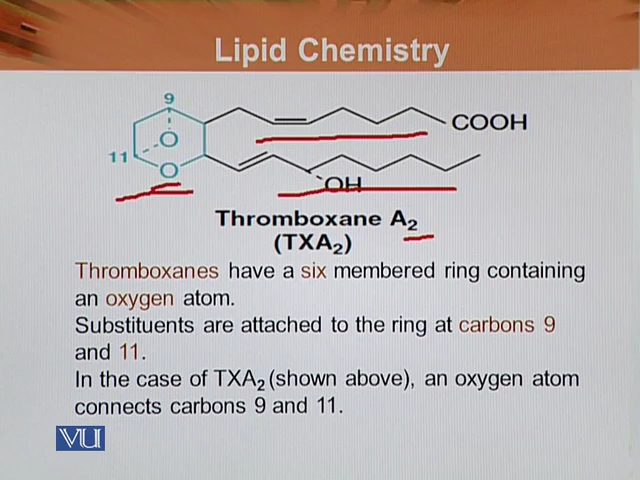 Lipid Chemistry
9
COOH
O
11
O
OH
Thromboxane A₂
(TXA₂)
Thromboxanes have a six membered ring containing
an oxygen atom.
Substituents are attached to the ring at carbons 9
and 11.
In the case of TXA₂ (shown above), an oxygen atom
connects carbons 9 and 11.
VU